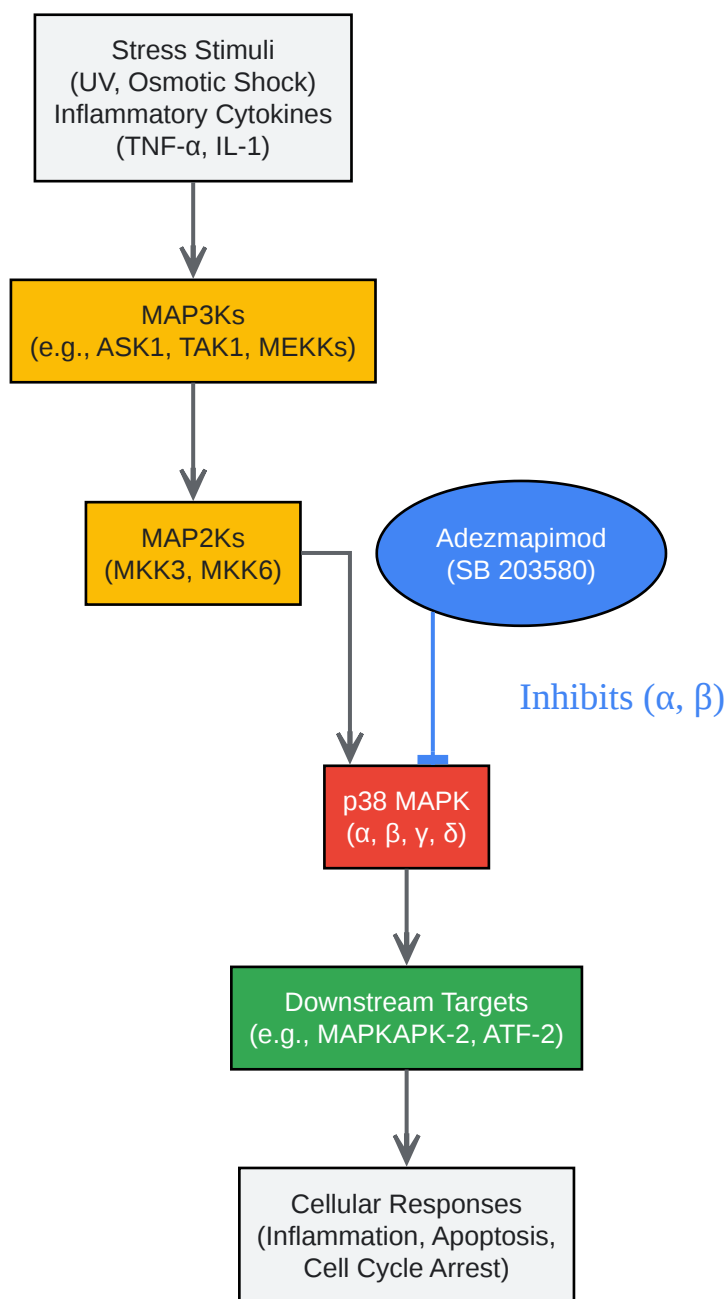 Stress Stimuli
(UV, Osmotic Shock)
Inflammatory Cytokines
(TNF-α, IL-1)
MAP3Ks
(e.g., ASK1, TAK1, MEKKs)
MAP2Ks
(MKK3, MKK6)
Adezmapimod
(SB 203580)
Inhibits (α, β)
p38 MAPK
(α, β, γ, δ)
Downstream Targets
(e.g., MAPKAPK-2, ATF-2)
Cellular Responses
(Inflammation, Apoptosis,
Cell Cycle Arrest)